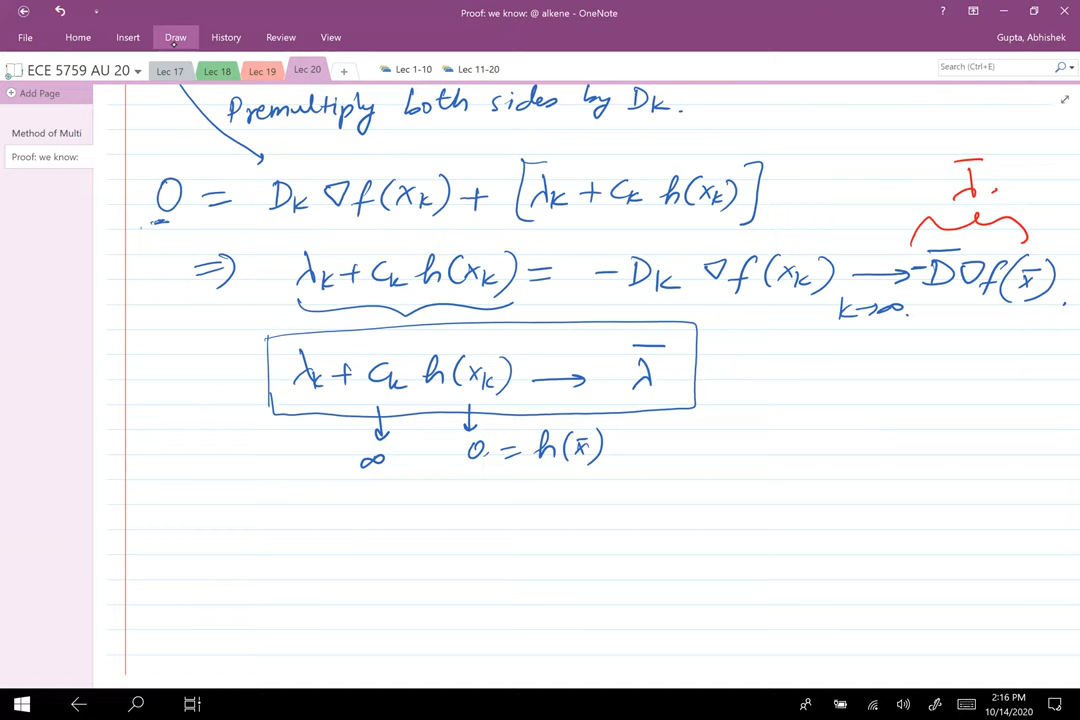 Proof: we know: @ alkene - OneNote
File Home Insert Draw History Review View Gupta, Abhishek
ECE 5759 AU 20 Lec 17 Lec 18 Lec 19 Lec 20 + Lec 1-10 Lec 11-20 Search (Ctrl+E)
Add Page
Method of Multi
Proof: we know:
Premultiply both sides by Dₖ.
0 = Dₖ ∇f(xₖ) + [λₖ + cₖ h(xₖ)]
λ̄.
⇒ λₖ + cₖ h(xₖ) = - Dₖ ∇f(xₖ) → -D̄ ∇f(x̄).
k→∞.
λₖ + cₖ h(xₖ) → λ̄
∞ 0 = h(x̄)
2:16 PM
10/14/2020